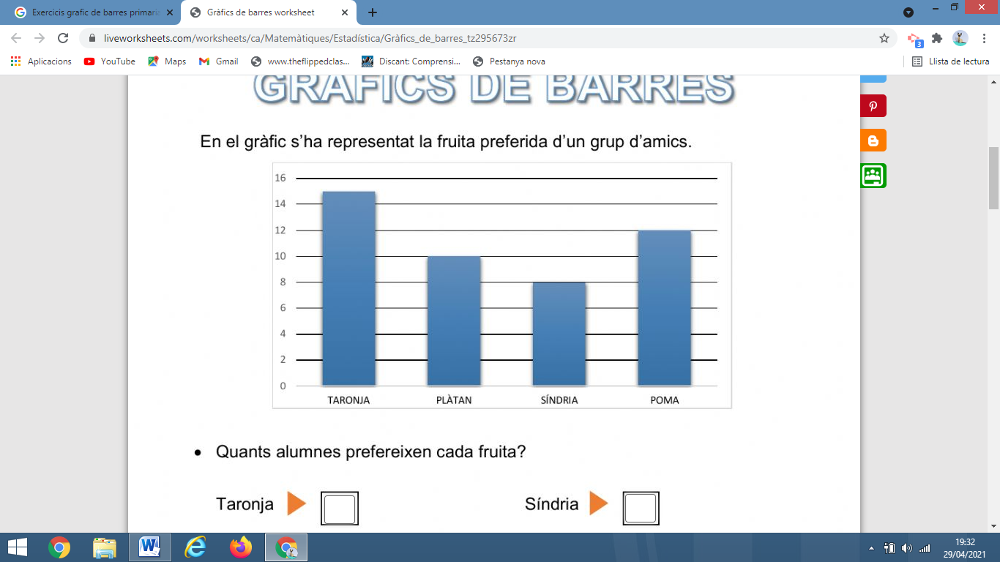 Exercicis grafic de barres primaria
Gràfics de barres worksheet
liveworksheets.com/worksheets/ca/Matemàtiques/Estadística/Gràfics_de_barres_tz295673zr
3
Aplicacions
YouTube
Maps
Gmail
www.theflippedclas...
Discant: Comprensi...
Pestanya nova
Llista de lectura
GRÀFICS DE BARRES
En el gràfic s'ha representat la fruita preferida d'un grup d'amics.
16
14
12
10
8
6
4
2
0
TARONJA PLÀTAN SÍNDRIA POMA
• Quants alumnes prefereixen cada fruita?
Taronja
Síndria
19:32
29/04/2021